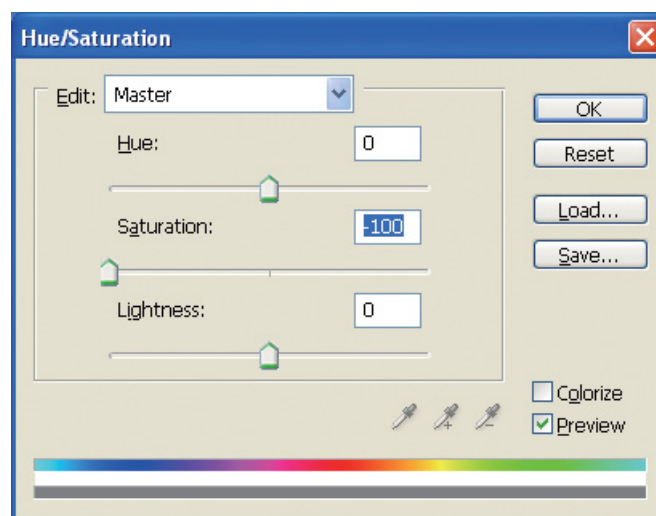 Hue/Saturation
Edit: Master
OK
Hue: 0
Reset
Load...
Saturation: -100
Save...
Lightness: 0
Colorize
Preview